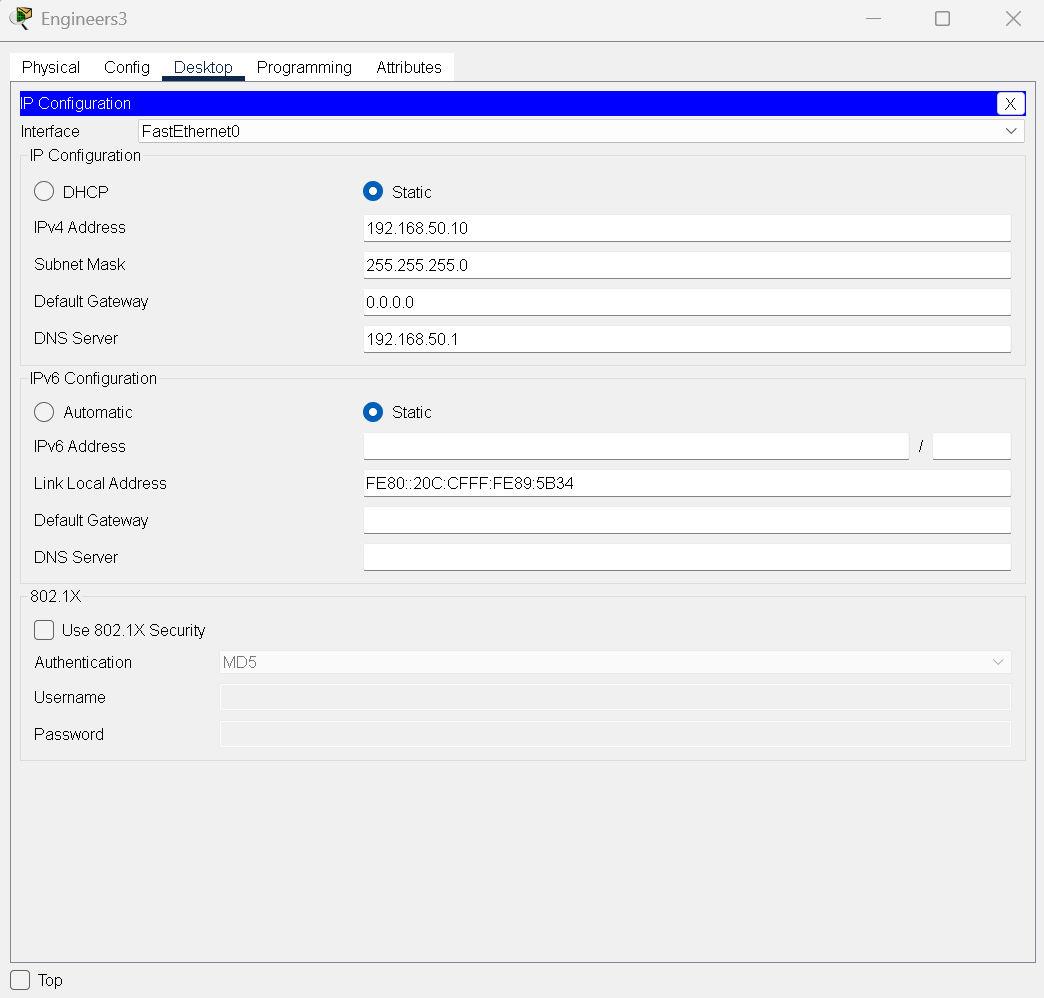 Engineers3
Physical Config Desktop Programming Attributes
IP Configuration X
Interface FastEthernet0
IP Configuration
DHCP Static
IPv4 Address 192.168.50.10
Subnet Mask 255.255.255.0
Default Gateway 0.0.0.0
DNS Server 192.168.50.1
IPv6 Configuration
Automatic Static
IPv6 Address /
Link Local Address FE80::20C:CFFF:FE89:5B34
Default Gateway
DNS Server
802.1X
Use 802.1X Security
Authentication MD5
Username
Password
Top